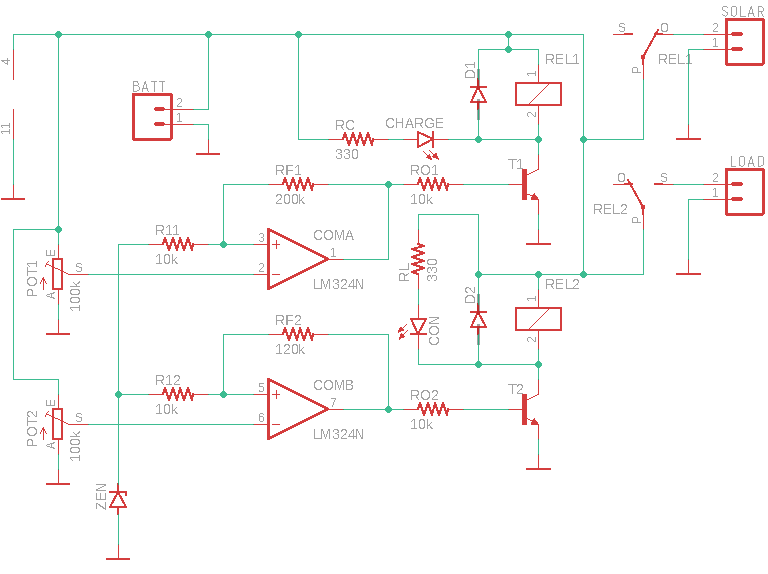 SOLAR
S O 2
REL1 1
P
4
11
BATT
2
1
D1
REL1
1
2
RC
330
CHARGE
RF1
200k
RO1
10k
T1
LOAD
O S 2
1
REL2
P
R11
10k
3
2
COMA
1
LM324N
RL
330
POT1
E
S
A
100k
D2
REL2
1
2
CON
RF2
120k
R12
10k
5
6
COMB
7
LM324N
RO2
10k
T2
POT2
E
S
A
100k
ZEN